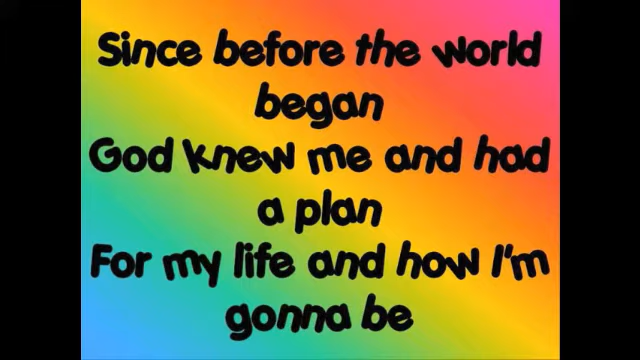 Since before the world
began
God knew me and had
a plan
For my life and how I'm
gonna be